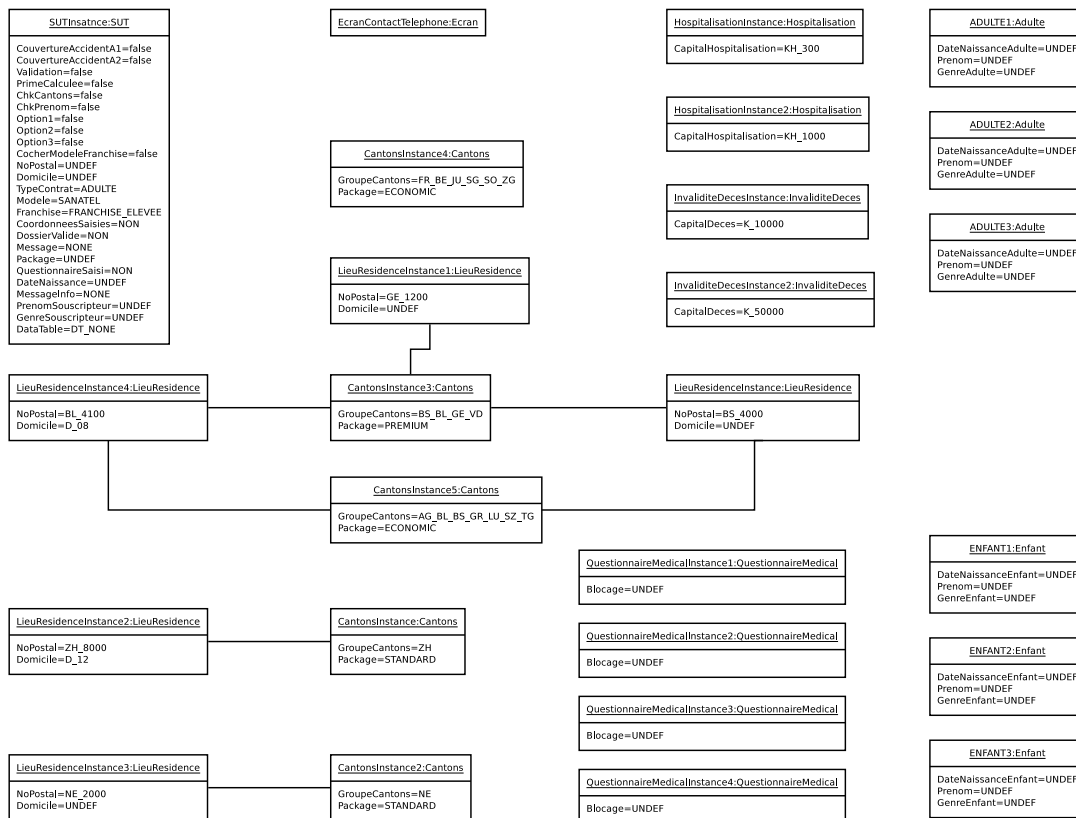 SUTInsatnce:SUT
CouvertureAccidentA1=false
CouvertureAccidentA2=false
Validation=false
PrimeCalculee=false
ChkCantons=false
ChkPrenom=false
Option1=false
Option2=false
Option3=false
CocherModeleFranchise=false
NoPostal=UNDEF
Domicile=UNDEF
TypeContrat=ADULTE
Modele=SANATEL
Franchise=FRANCHISE_ELEVEE
CoordonneesSaisies=NON
DossierValide=NON
Message=NONE
Package=UNDEF
QuestionnaireSaisi=NON
DateNaissance=UNDEF
MessageInfo=NONE
PrenomSouscripteur=UNDEF
GenreSouscripteur=UNDEF
DataTable=DT_NONE
EcranContactTelephone:Ecran
HospitalisationInstance:Hospitalisation
CapitalHospitalisation=KH_300
ADULTE1:Adulte
DateNaissanceAdulte=UNDEF
Prenom=UNDEF
GenreAdulte=UNDEF
HospitalisationInstance2:Hospitalisation
CapitalHospitalisation=KH_1000
ADULTE2:Adulte
DateNaissanceAdulte=UNDEF
Prenom=UNDEF
GenreAdulte=UNDEF
CantonsInstance4:Cantons
GroupeCantons=FR_BE_JU_SG_SO_ZG
Package=ECONOMIC
InvaliditeDecesInstance:InvaliditeDeces
CapitalDeces=K_10000
ADULTE3:Adulte
DateNaissanceAdulte=UNDEF
Prenom=UNDEF
GenreAdulte=UNDEF
LieuResidenceInstance1:LieuResidence
NoPostal=GE_1200
Domicile=UNDEF
InvaliditeDecesInstance2:InvaliditeDeces
CapitalDeces=K_50000
LieuResidenceInstance4:LieuResidence
NoPostal=BL_4100
Domicile=D_08
CantonsInstance3:Cantons
GroupeCantons=BS_BL_GE_VD
Package=PREMIUM
LieuResidenceInstance:LieuResidence
NoPostal=BS_4000
Domicile=UNDEF
CantonsInstance5:Cantons
GroupeCantons=AG_BL_BS_GR_LU_SZ_TG
Package=ECONOMIC
QuestionnaireMedicalInstance1:QuestionnaireMedical
Blocage=UNDEF
ENFANT1:Enfant
DateNaissanceEnfant=UNDEF
Prenom=UNDEF
GenreEnfant=UNDEF
LieuResidenceInstance2:LieuResidence
NoPostal=ZH_8000
Domicile=D_12
CantonsInstance:Cantons
GroupeCantons=ZH
Package=STANDARD
QuestionnaireMedicalInstance2:QuestionnaireMedical
Blocage=UNDEF
ENFANT2:Enfant
DateNaissanceEnfant=UNDEF
Prenom=UNDEF
GenreEnfant=UNDEF
QuestionnaireMedicalInstance3:QuestionnaireMedical
Blocage=UNDEF
LieuResidenceInstance3:LieuResidence
NoPostal=NE_2000
Domicile=UNDEF
CantonsInstance2:Cantons
GroupeCantons=NE
Package=STANDARD
QuestionnaireMedicalInstance4:QuestionnaireMedical
Blocage=UNDEF
ENFANT3:Enfant
DateNaissanceEnfant=UNDEF
Prenom=UNDEF
GenreEnfant=UNDEF